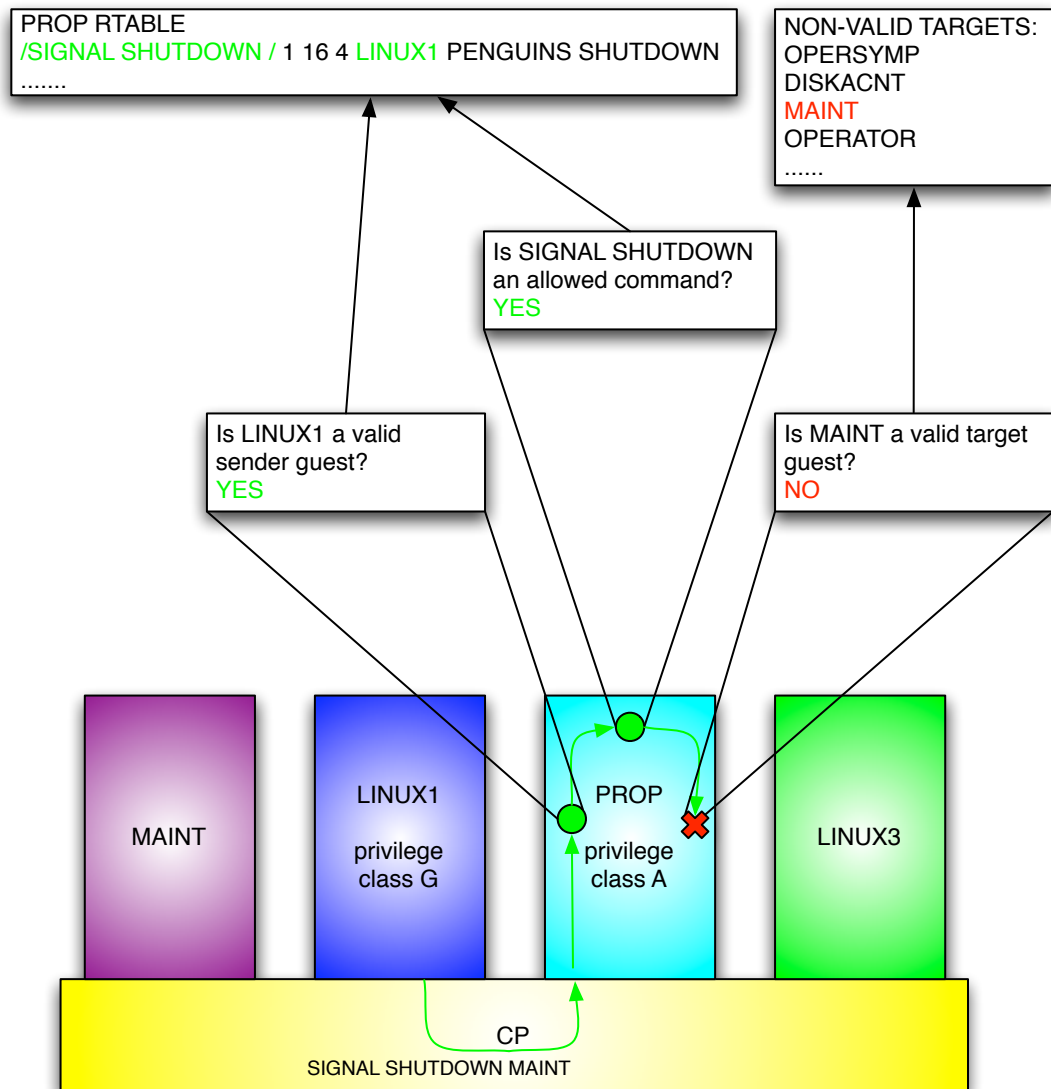 PROP RTABLE
/SIGNAL SHUTDOWN / 1 16 4 LINUX1 PENGUINS SHUTDOWN
.......
NON-VALID TARGETS:
OPERSYMP
DISKACNT
MAINT
OPERATOR
......
Is SIGNAL SHUTDOWN
an allowed command?
YES
Is LINUX1 a valid
sender guest?
YES
Is MAINT a valid target
guest?
NO
MAINT
LINUX1
privilege
class G
PROP
privilege
class A
LINUX3
CP
SIGNAL SHUTDOWN MAINT